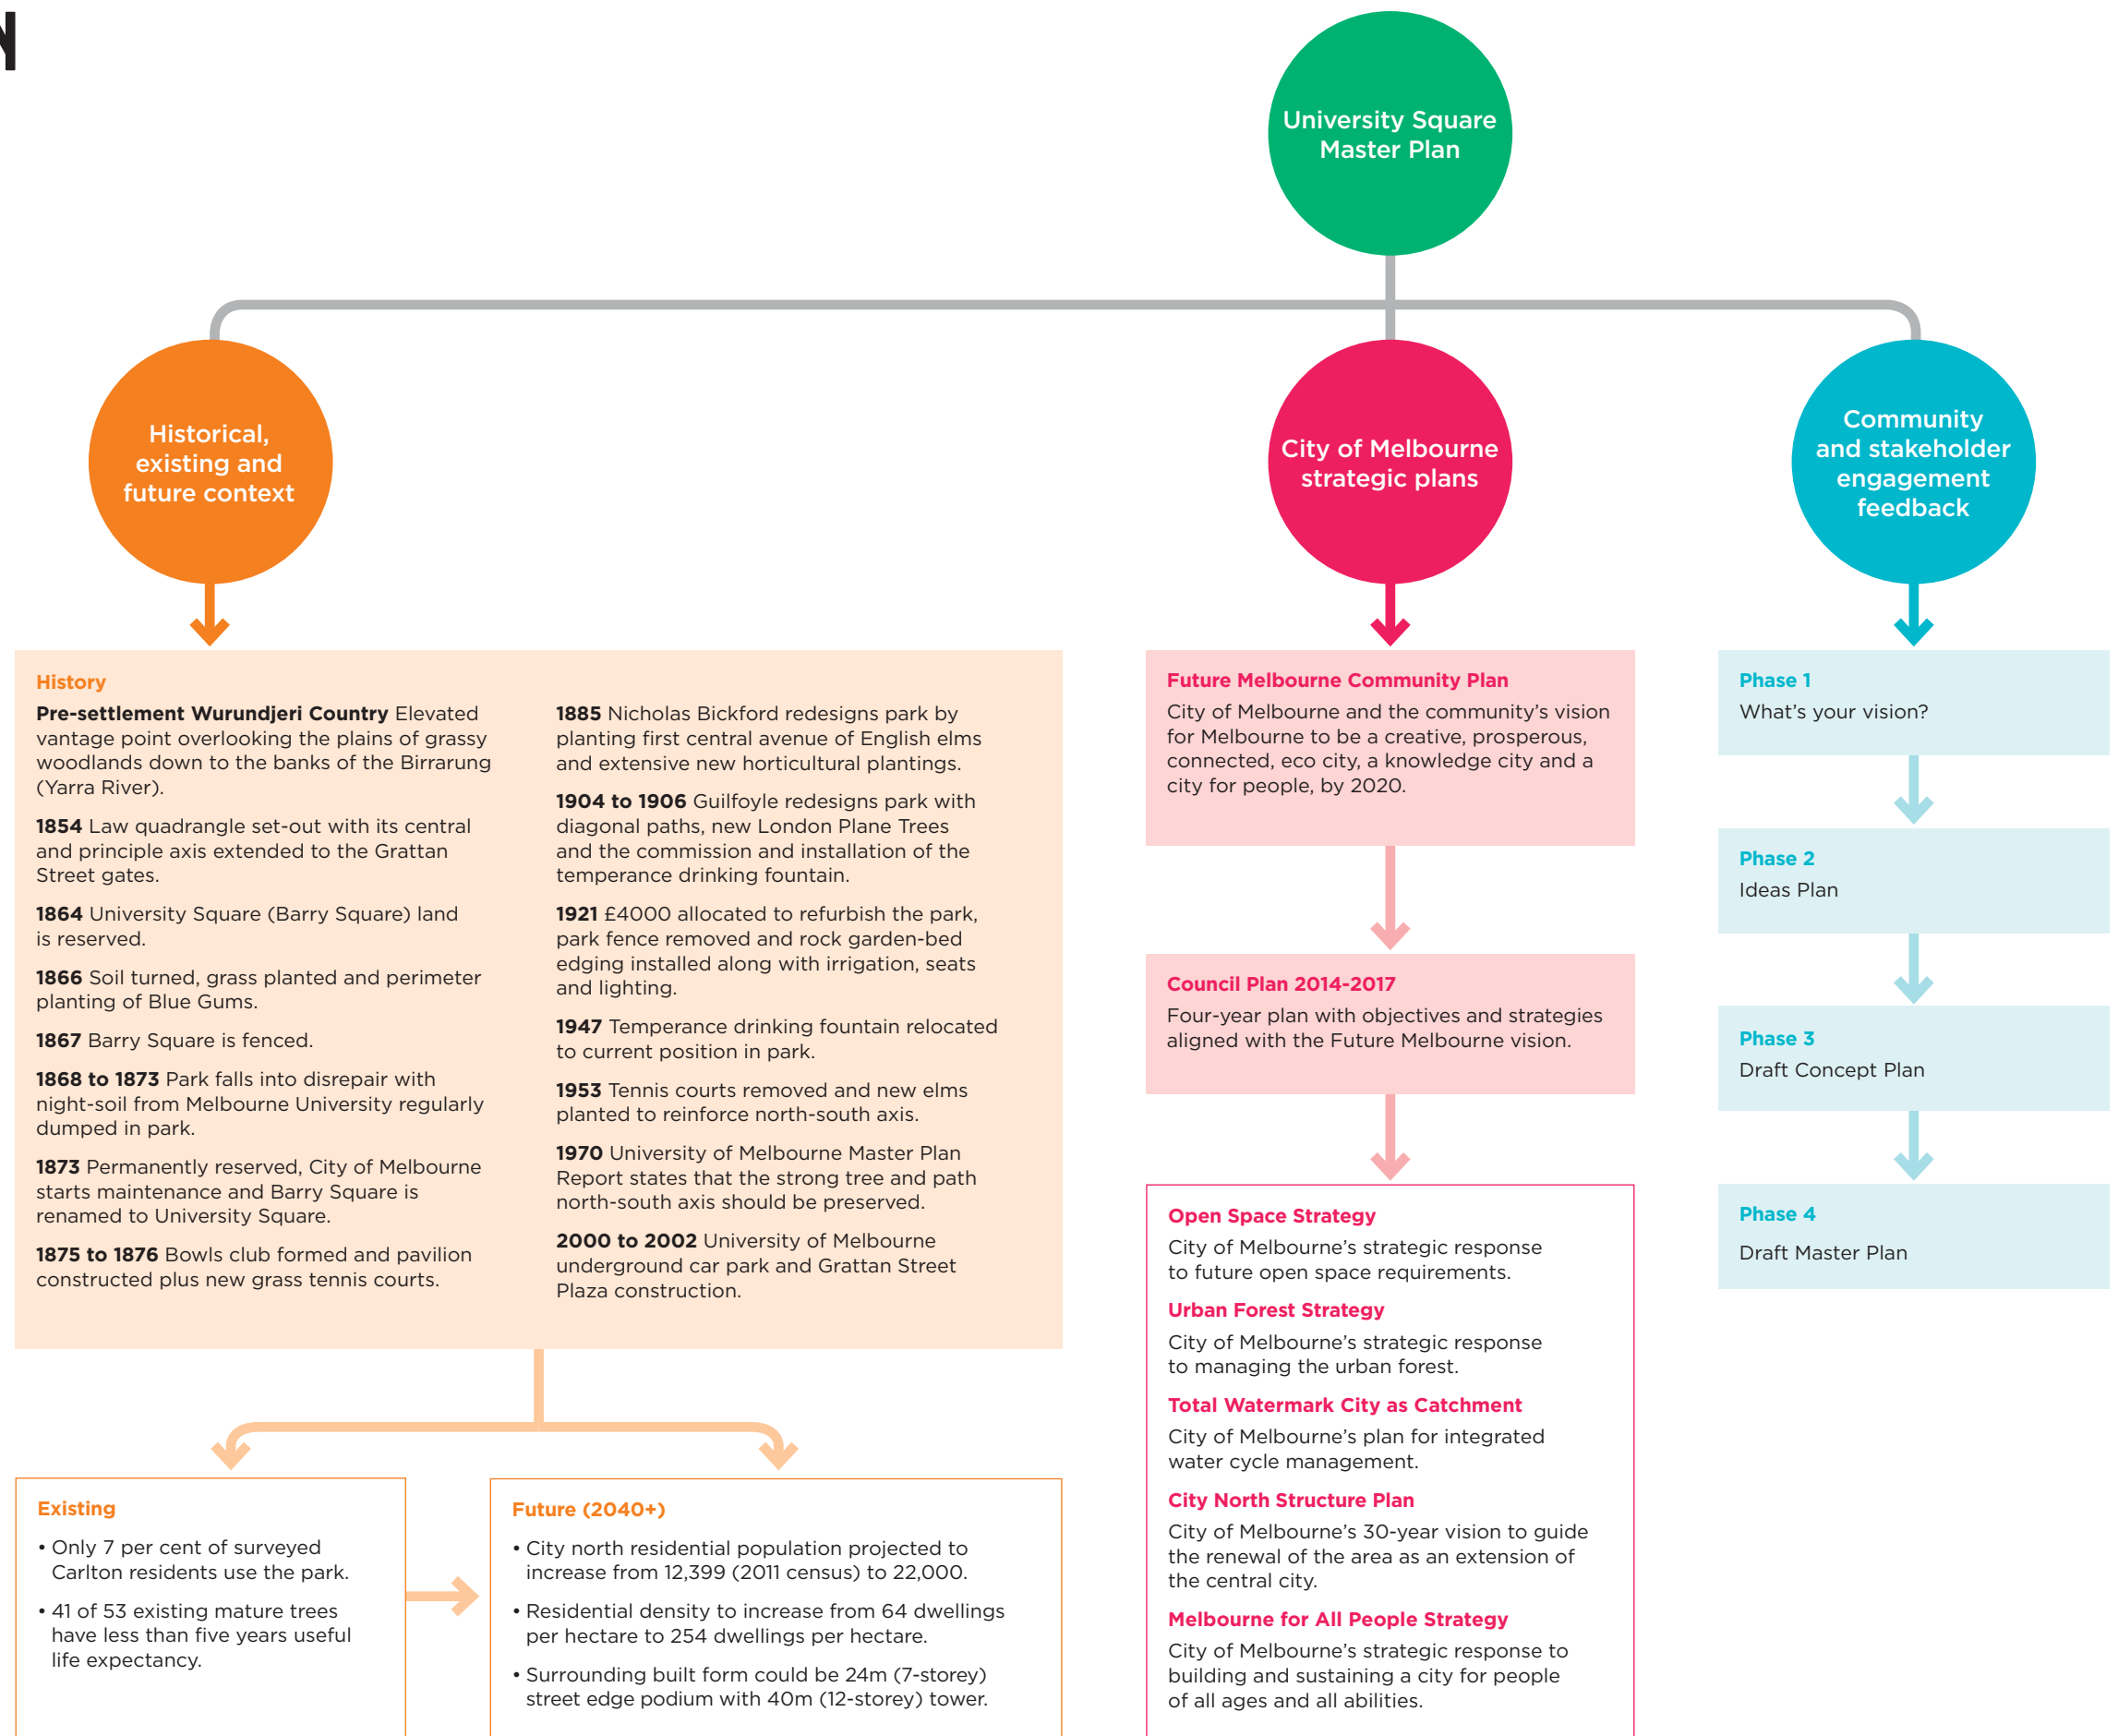 N
University Square
Master Plan
Historical,
existing and
future context
City of Melbourne
strategic plans
Community
and stakeholder
engagement
feedback
History
Pre-settlement Wurundjeri Country Elevated
vantage point overlooking the plains of grassy
woodlands down to the banks of the Birrarung
(Yarra River).
1854 Law quadrangle set-out with its central
and principle axis extended to the Grattan
Street gates.
1864 University Square (Barry Square) land
is reserved.
1866 Soil turned, grass planted and perimeter
planting of Blue Gums.
1867 Barry Square is fenced.
1868 to 1873 Park falls into disrepair with
night-soil from Melbourne University regularly
dumped in park.
1873 Permanently reserved, City of Melbourne
starts maintenance and Barry Square is
renamed to University Square.
1875 to 1876 Bowls club formed and pavilion
constructed plus new grass tennis courts.
1885 Nicholas Bickford redesigns park by
planting first central avenue of English elms
and extensive new horticultural plantings.
1904 to 1906 Guilfoyle redesigns park with
diagonal paths, new London Plane Trees
and the commission and installation of the
temperance drinking fountain.
1921 £4000 allocated to refurbish the park,
park fence removed and rock garden-bed
edging installed along with irrigation, seats
and lighting.
1947 Temperance drinking fountain relocated
to current position in park.
1953 Tennis courts removed and new elms
planted to reinforce north-south axis.
1970 University of Melbourne Master Plan
Report states that the strong tree and path
north-south axis should be preserved.
2000 to 2002 University of Melbourne
underground car park and Grattan Street
Plaza construction.
Existing
• Only 7 per cent of surveyed
Carlton residents use the park.
• 41 of 53 existing mature trees
have less than five years useful
life expectancy.
Future (2040+)
• City north residential population projected to
increase from 12,399 (2011 census) to 22,000.
• Residential density to increase from 64 dwellings
per hectare to 254 dwellings per hectare.
• Surrounding built form could be 24m (7-storey)
street edge podium with 40m (12-storey) tower.
Future Melbourne Community Plan
City of Melbourne and the community’s vision
for Melbourne to be a creative, prosperous,
connected, eco city, a knowledge city and a
city for people, by 2020.
Council Plan 2014-2017
Four-year plan with objectives and strategies
aligned with the Future Melbourne vision.
Open Space Strategy
City of Melbourne’s strategic response
to future open space requirements.
Urban Forest Strategy
City of Melbourne’s strategic response
to managing the urban forest.
Total Watermark City as Catchment
City of Melbourne’s plan for integrated
water cycle management.
City North Structure Plan
City of Melbourne’s 30-year vision to guide
the renewal of the area as an extension of
the central city.
Melbourne for All People Strategy
City of Melbourne’s strategic response to
building and sustaining a city for people
of all ages and all abilities.
Phase 1
What’s your vision?
Phase 2
Ideas Plan
Phase 3
Draft Concept Plan
Phase 4
Draft Master Plan